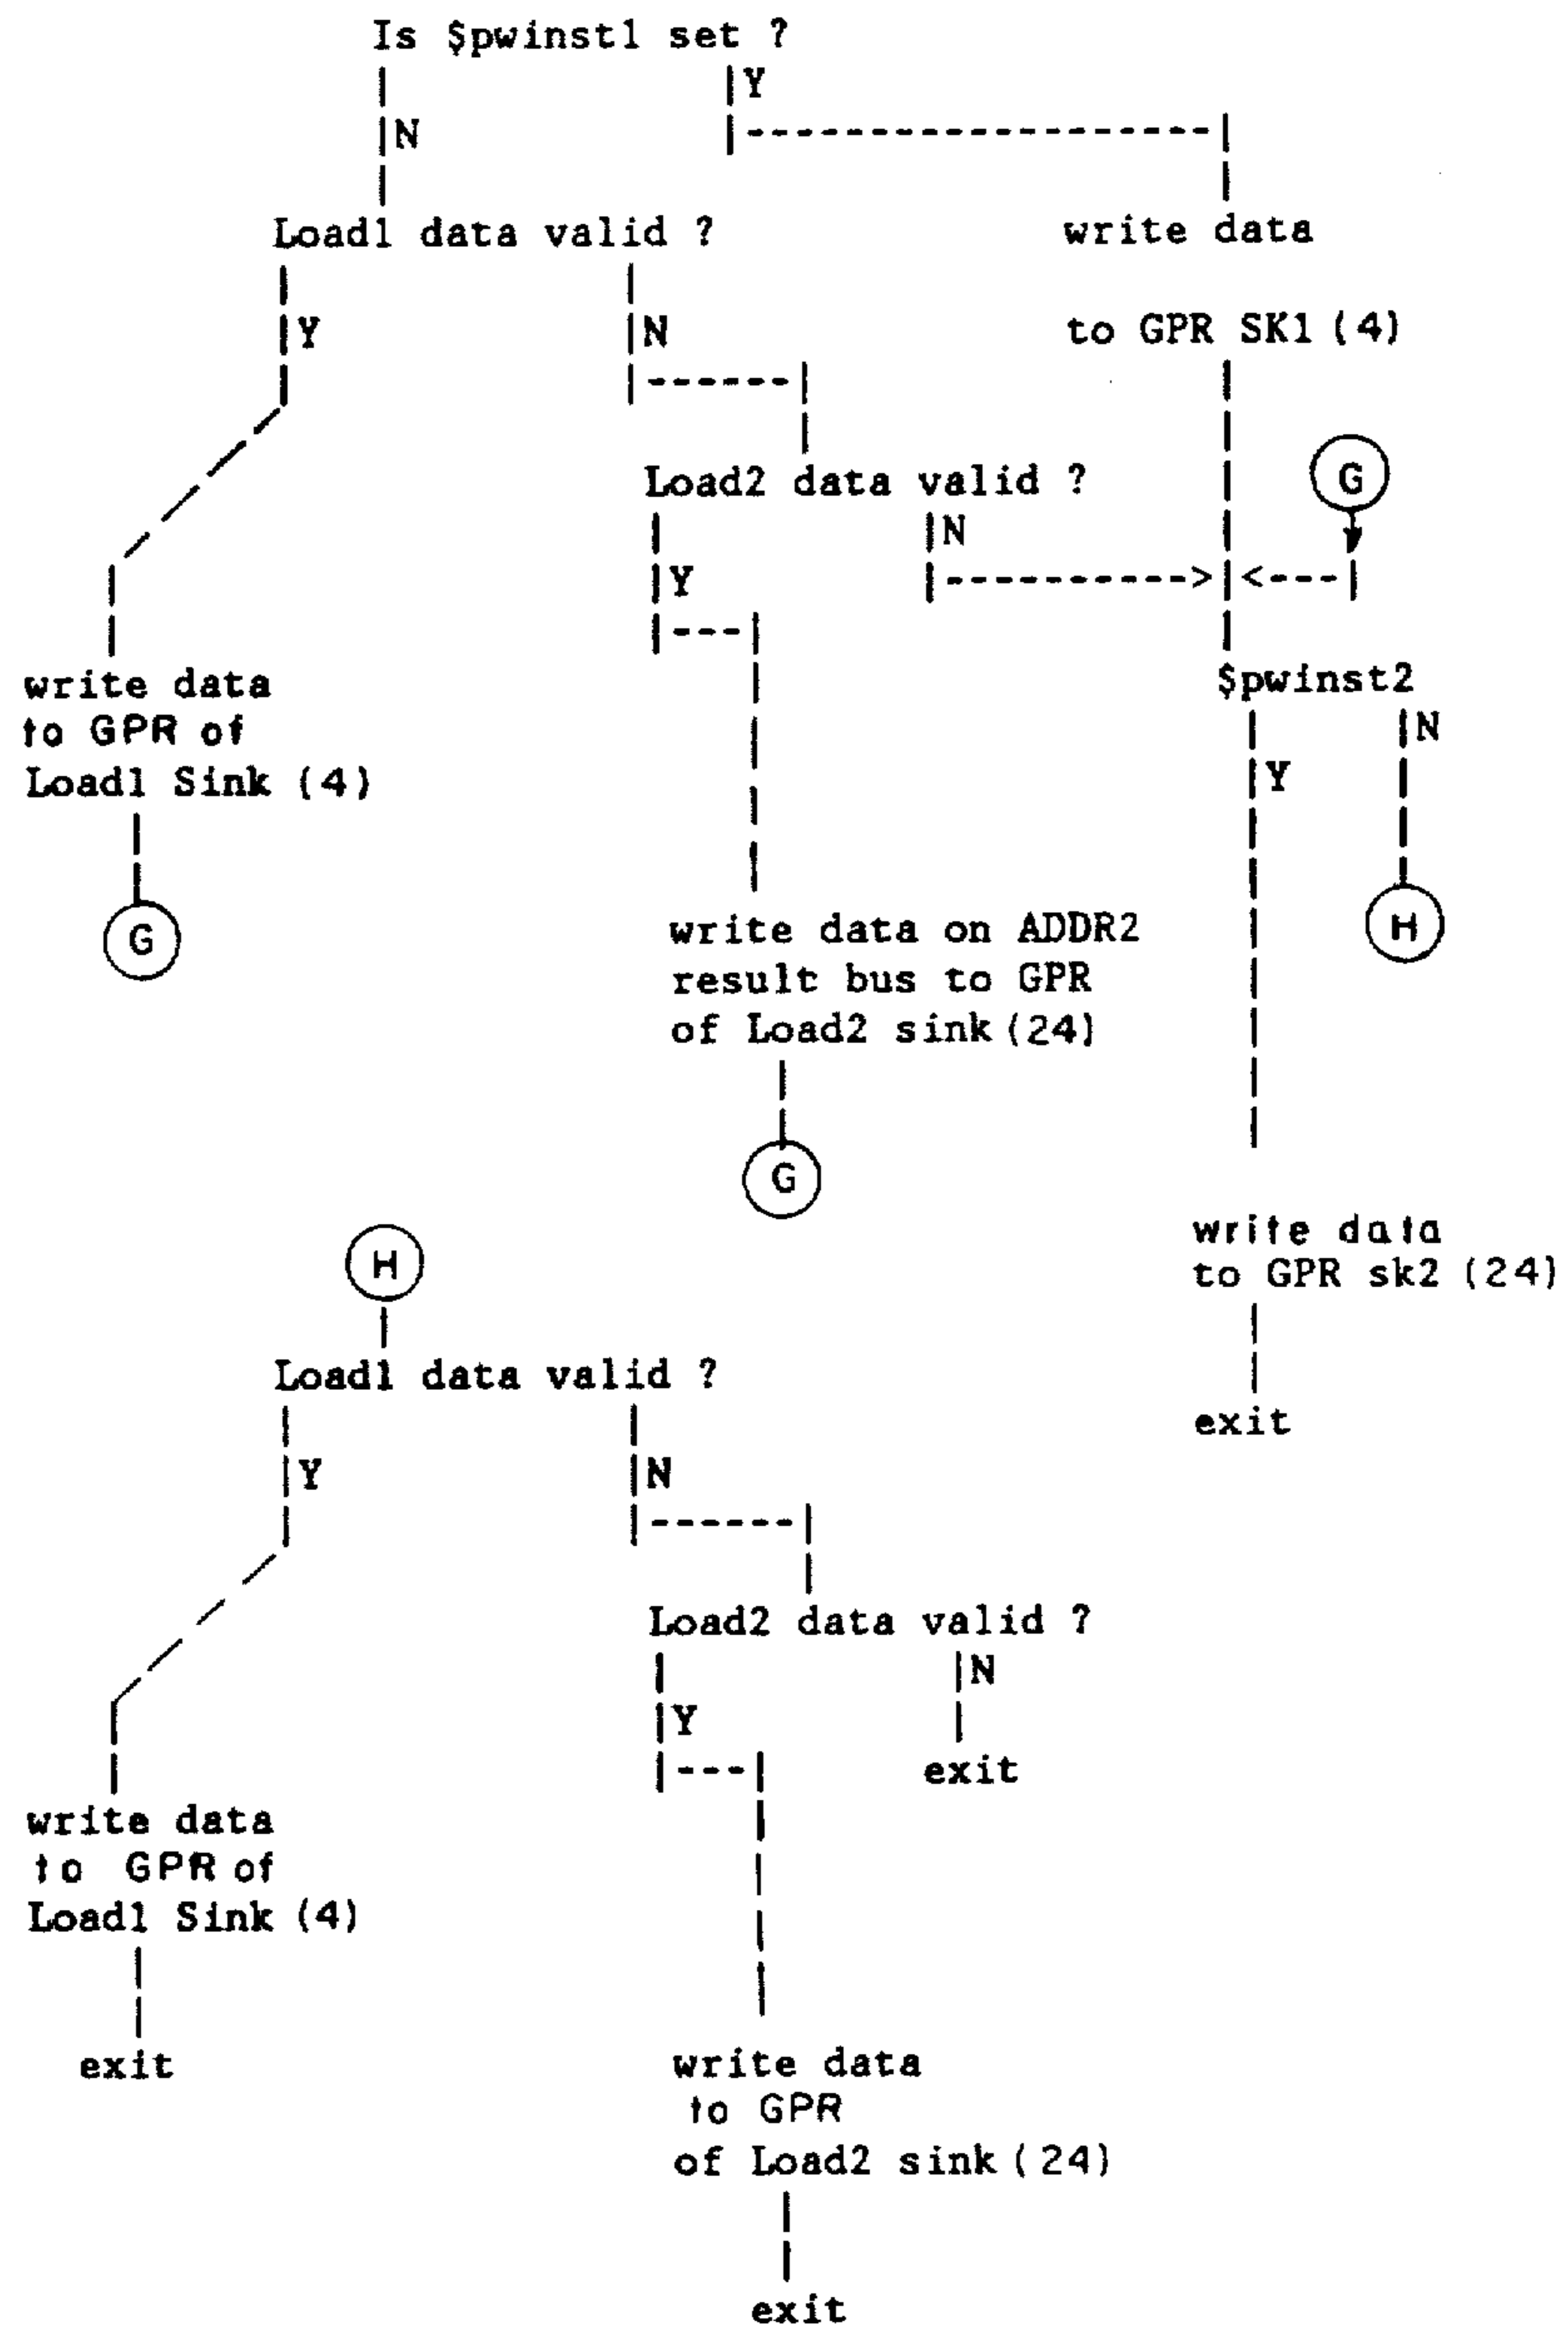 Is $pwinst1 set ?
Y
N
Load1 data valid ?
write data
Y
N
to GPR SK1 (4)
Load2 data valid ?
G
N
Y
write data
to GPR of
Load1 Sink (4)
$pwinst2
N
Y
G
write data on ADDR2
result bus to GPR
of Load2 sink (24)
H
G
write data
to GPR sk2 (24)
exit
H
Load1 data valid ?
Y
N
Load2 data valid ?
N
Y
exit
write data
to GPR of
Load1 Sink (4)
exit
write data
to GPR
of Load2 sink (24)
exit